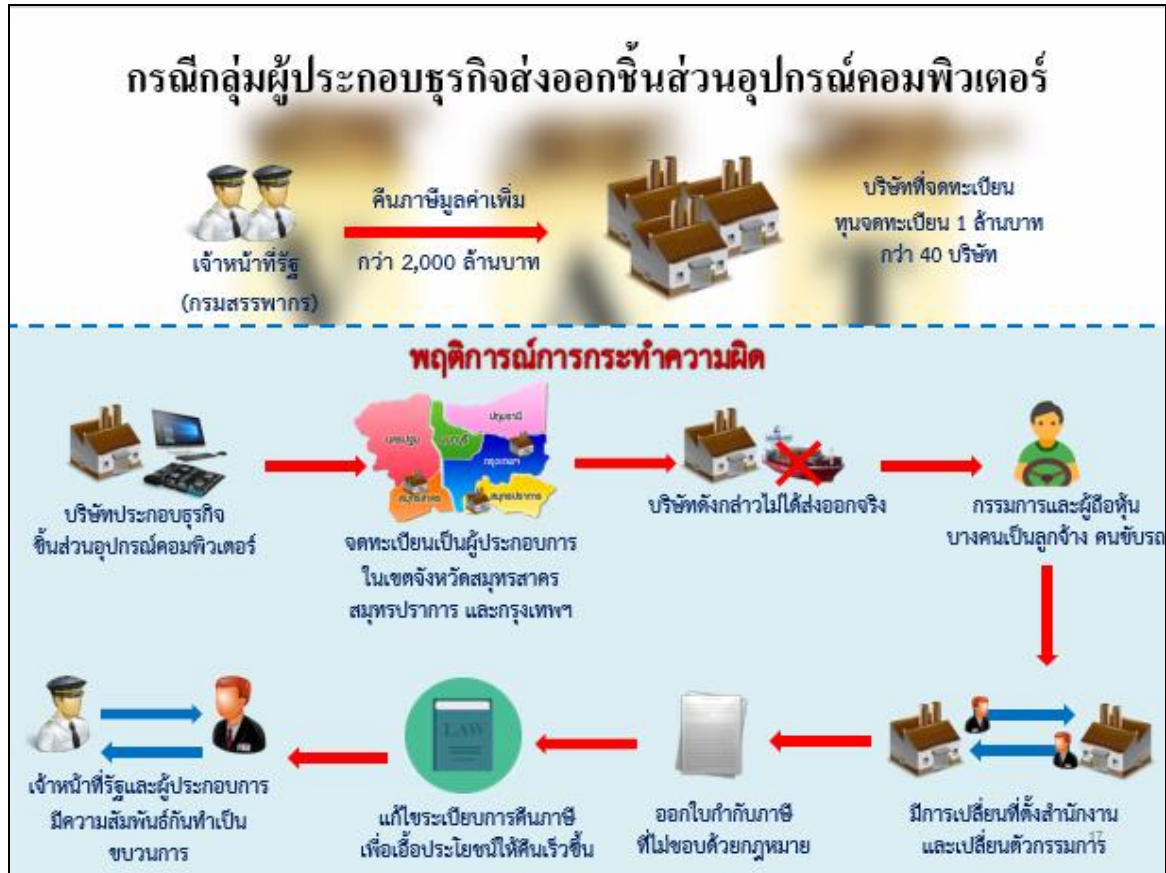 กรณีกลุ่มผู้ประกอบธุรกิจส่งออกชิ้นส่วนอุปกรณ์คอมพิวเตอร์
เจ้าหน้าที่รัฐ
(กรมสรรพากร)
คืนภาษีมูลค่าเพิ่ม
กว่า 2,000 ล้านบาท
บริษัทที่จดทะเบียน
ทุนจดทะเบียน 1 ล้านบาท
กว่า 40 บริษัท
V A T
พฤติการณ์การกระทำความผิด
บริษัทประกอบธุรกิจ
ชิ้นส่วนอุปกรณ์คอมพิวเตอร์
นครปฐม
นนทบุรี
ปทุมธานี
กรุงเทพฯ
สมุทรสาคร
สมุทรปราการ
จดทะเบียนเป็นผู้ประกอบการ
ในเขตจังหวัดสมุทรสาคร
สมุทรปราการ และกรุงเทพฯ
บริษัทดังกล่าวไม่ได้ส่งออกจริง
กรรมการและผู้ถือหุ้น
บางคนเป็นลูกจ้าง คนขับรถ
มีการเปลี่ยนที่ตั้งสำนักงาน
และเปลี่ยนตัวกรรมการ
17
ออกใบกำกับภาษี
ที่ไม่ชอบด้วยกฎหมาย
LAW
แก้ไขระเบียบการคืนภาษี
เพื่อเอื้อประโยชน์ให้คืนเร็วขึ้น
เจ้าหน้าที่รัฐและผู้ประกอบการ
มีความสัมพันธ์กันทำเป็น
ขบวนการ